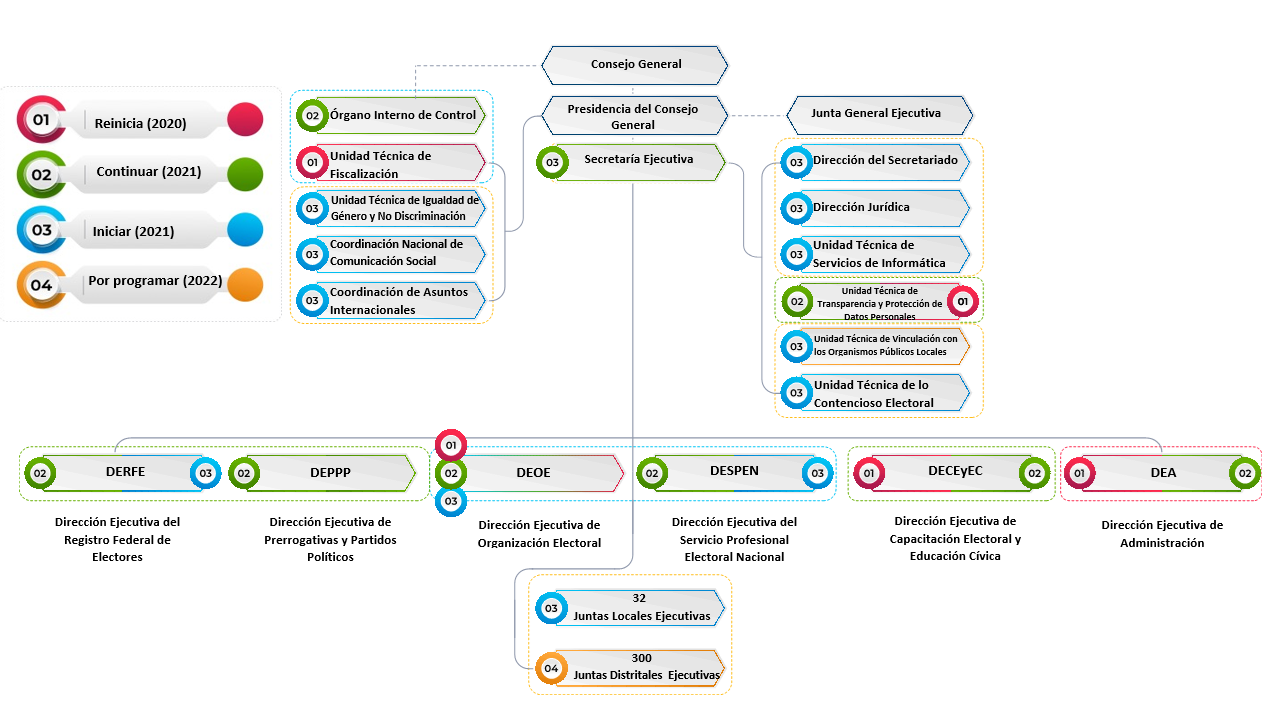 Consejo General
Presidencia del Consejo
General
Junta General Ejecutiva
03
Secretaría Ejecutiva
01
Reinicia (2020)
02
Continuar (2021)
03
Iniciar (2021)
04
Por programar (2022)
02
Órgano Interno de Control
01
Unidad Técnica de
Fiscalización
03
Unidad Técnica de Igualdad de
Género y No Discriminación
03
Coordinación Nacional de
Comunicación Social
03
Coordinación de Asuntos
Internacionales
03
Dirección del Secretariado
03
Dirección Jurídica
03
Unidad Técnica de
Servicios de Informática
02
Unidad Técnica de
Transparencia y Protección de
Datos Personales
01
03
Unidad Técnica de Vinculación con
los Organismos Públicos Locales
03
Unidad Técnica de lo
Contencioso Electoral
02
DERFE
03
Dirección Ejecutiva del
Registro Federal de
Electores
02
DEPPP
Dirección Ejecutiva de
Prerrogativas y Partidos
Políticos
01
02
03
DEOE
Dirección Ejecutiva de
Organización Electoral
02
DESPEN
03
Dirección Ejecutiva del
Servicio Profesional
Electoral Nacional
01
DECEyEC
02
Dirección Ejecutiva de
Capacitación Electoral y
Educación Cívica
01
DEA
02
Dirección Ejecutiva de
Administración
03
32
Juntas Locales Ejecutivas
04
300
Juntas Distritales Ejecutivas